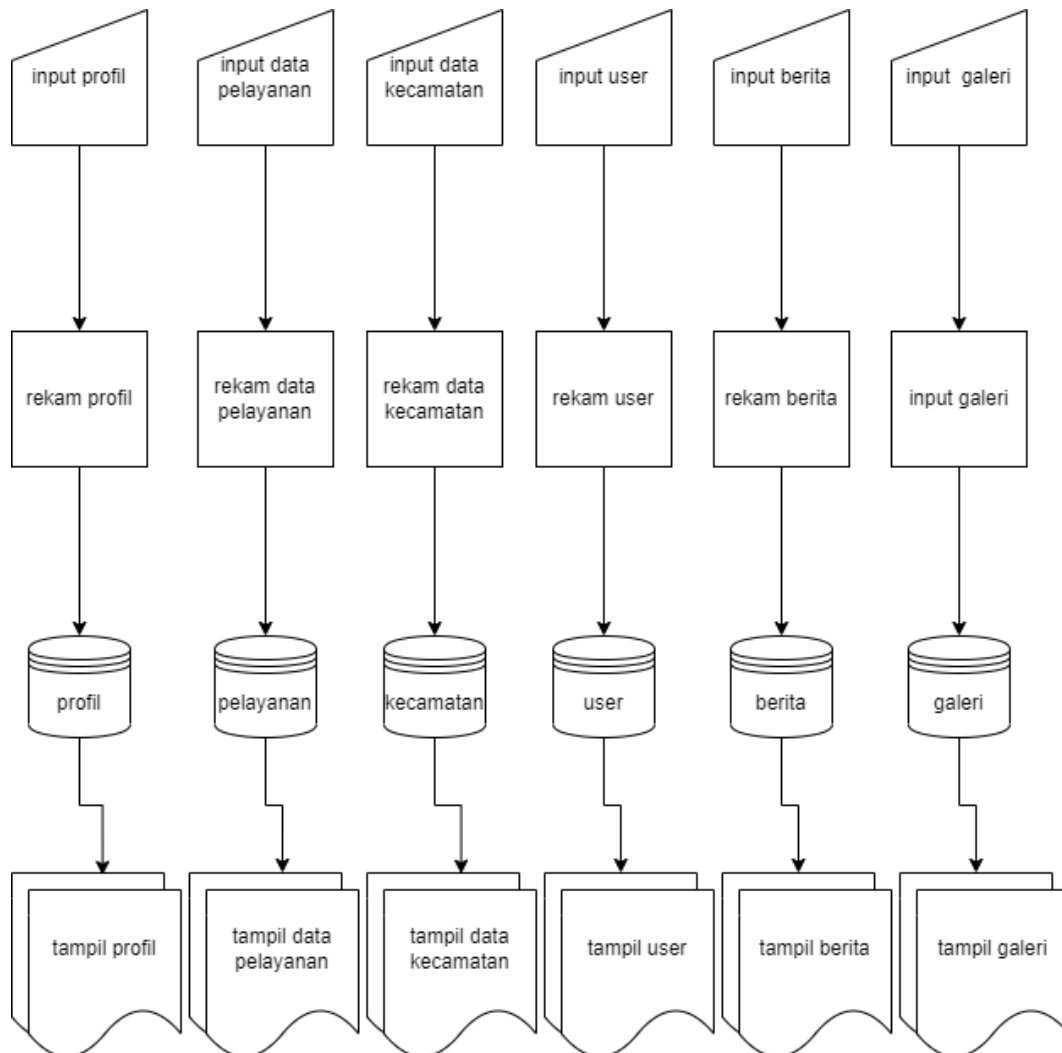 input profil
input data
pelayanan
input data
kecamatan
input user
input berita
input  galeri
rekam profil
rekam data
pelayanan
rekam data
kecamatan
rekam user
rekam berita
input galeri
profil
pelayanan
kecamatan
user
berita
galeri
tampil profil
tampil data
pelayanan
tampil data
kecamatan
tampil user
tampil berita
tampil galeri